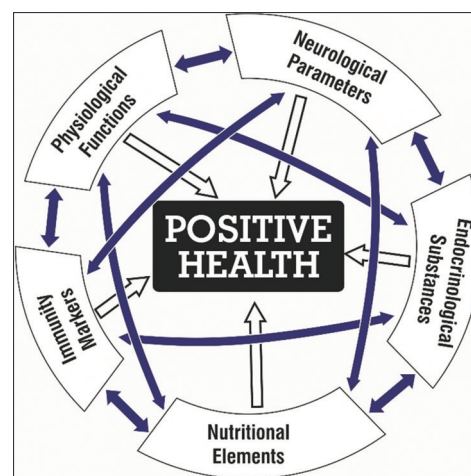 Physiological
Functions
Neurological
Parameters
POSITIVE
HEALTH
Endocrinological
Substances
Immunity
Markers
Nutritional
Elements